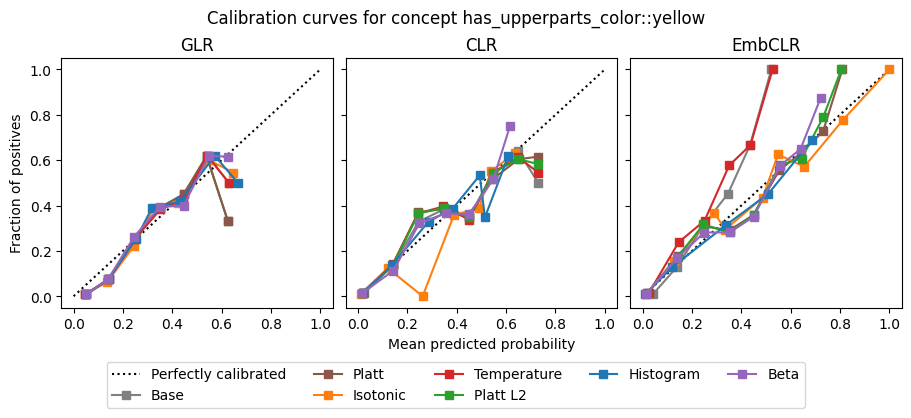 Calibration curves for concept has_upperparts_color::yellow
GLR
CLR
EmbCLR
Fraction of positives
1.0
0.8
0.6
0.4
0.2
0.0
0.0 0.2 0.4 0.6 0.8 1.0
0.0 0.2 0.4 0.6 0.8 1.0
0.0 0.2 0.4 0.6 0.8 1.0
Mean predicted probability
Perfectly calibrated Platt Temperature Histogram Beta
Base Isotonic Platt L2